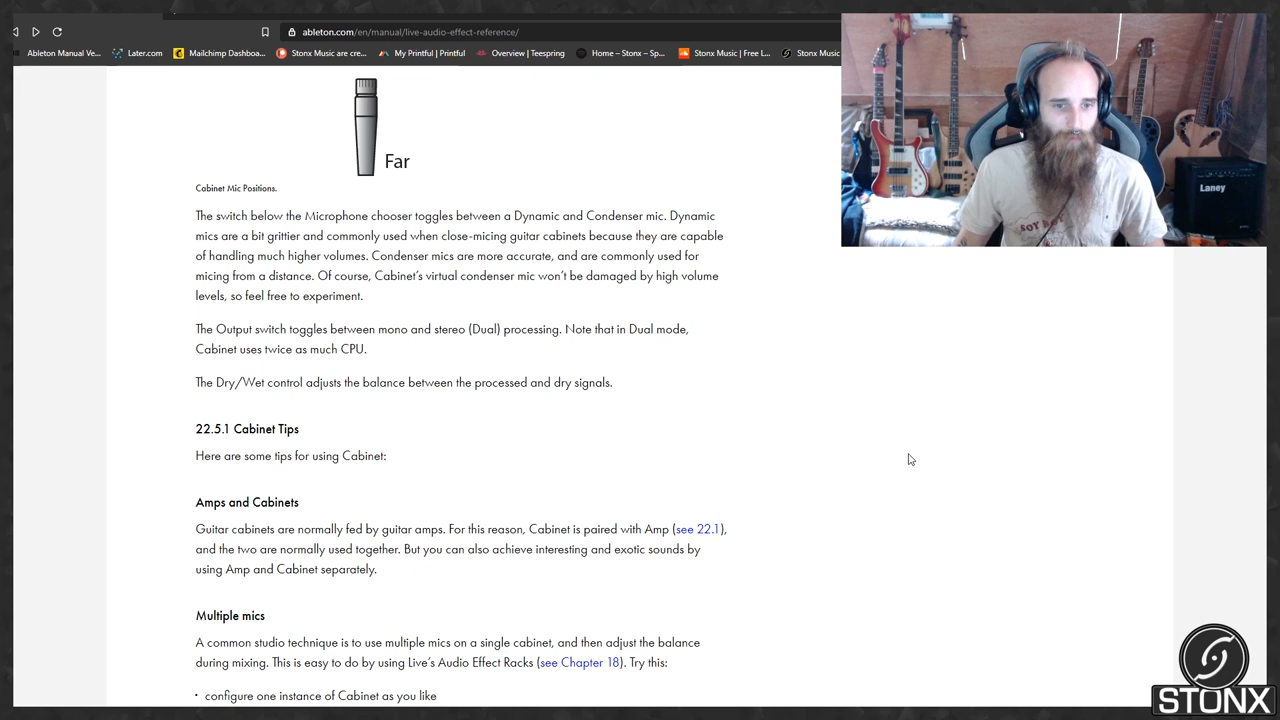 ableton.com/en/manual/live-audio-effect-reference/
Ableton Manual Ve...
Later.com
Mailchimp Dashboa...
Stonx Music are cre...
My Printful | Printful
Overview | Teespring
Home – Stonx – Sp...
Stonx Music | Free L...
Stonx Music
Laney
Far
Cabinet Mic Positions.
The switch below the Microphone chooser toggles between a Dynamic and Condenser mic. Dynamic
mics are a bit grittier and commonly used when close-micing guitar cabinets because they are capable
of handling much higher volumes. Condenser mics are more accurate, and are commonly used for
micing from a distance. Of course, Cabinet's virtual condenser mic won't be damaged by high volume
levels, so feel free to experiment.
The Output switch toggles between mono and stereo (Dual) processing. Note that in Dual mode,
Cabinet uses twice as much CPU.
The Dry/Wet control adjusts the balance between the processed and dry signals.
22.5.1 Cabinet Tips
Here are some tips for using Cabinet:
Amps and Cabinets
Guitar cabinets are normally fed by guitar amps. For this reason, Cabinet is paired with Amp (see 22.1),
and the two are normally used together. But you can also achieve interesting and exotic sounds by
using Amp and Cabinet separately.
Multiple mics
A common studio technique is to use multiple mics on a single cabinet, and then adjust the balance
during mixing. This is easy to do by using Live's Audio Effect Racks (see Chapter 18). Try this:
· configure one instance of Cabinet as you like
STONX